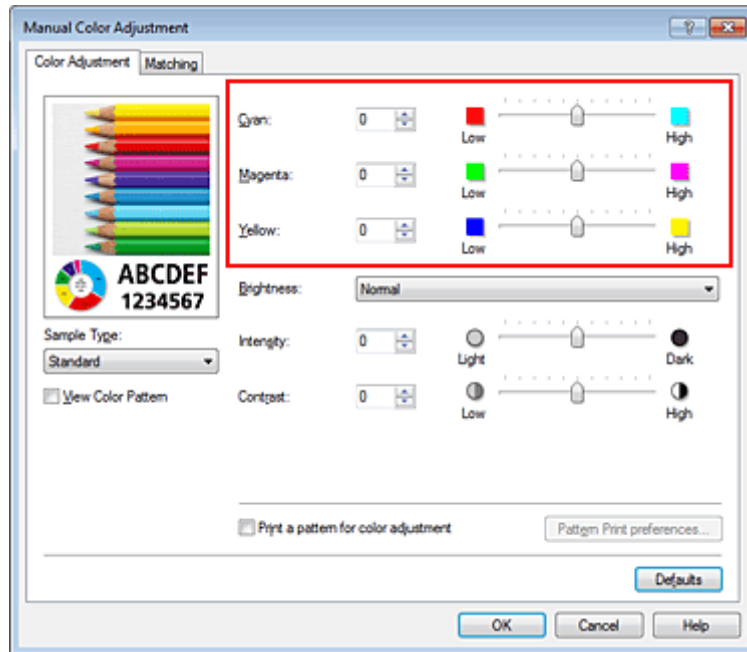 Manual Color Adjustment
Color Adjustment
Matching
Cyan: 0 Low High
Magenta: 0 Low High
Yellow: 0 Low High
ABCDEF
1234567
Brightness: Normal
Sample Type:
Standard
Intensity: 0 Light Dark
View Color Pattern
Contrast: 0 Low High
Print a pattern for color adjustment
Pattern Print preferences...
Defaults
OK
Cancel
Help